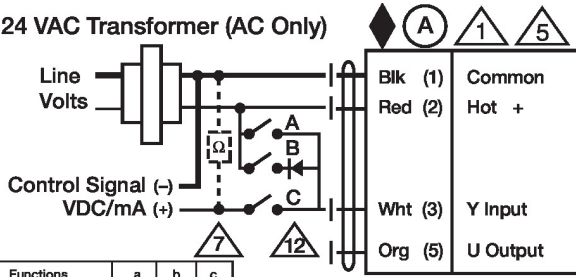 24 VAC Transformer (AC Only)
A 1 5
Line
Volts
Blk (1) Common
Red (2) Hot +
A
Ω
B
Control Signal (–)
VDC/mA (+)
C
Wht (3) Y Input
7 12
Org (5) U Output
Functions a b c